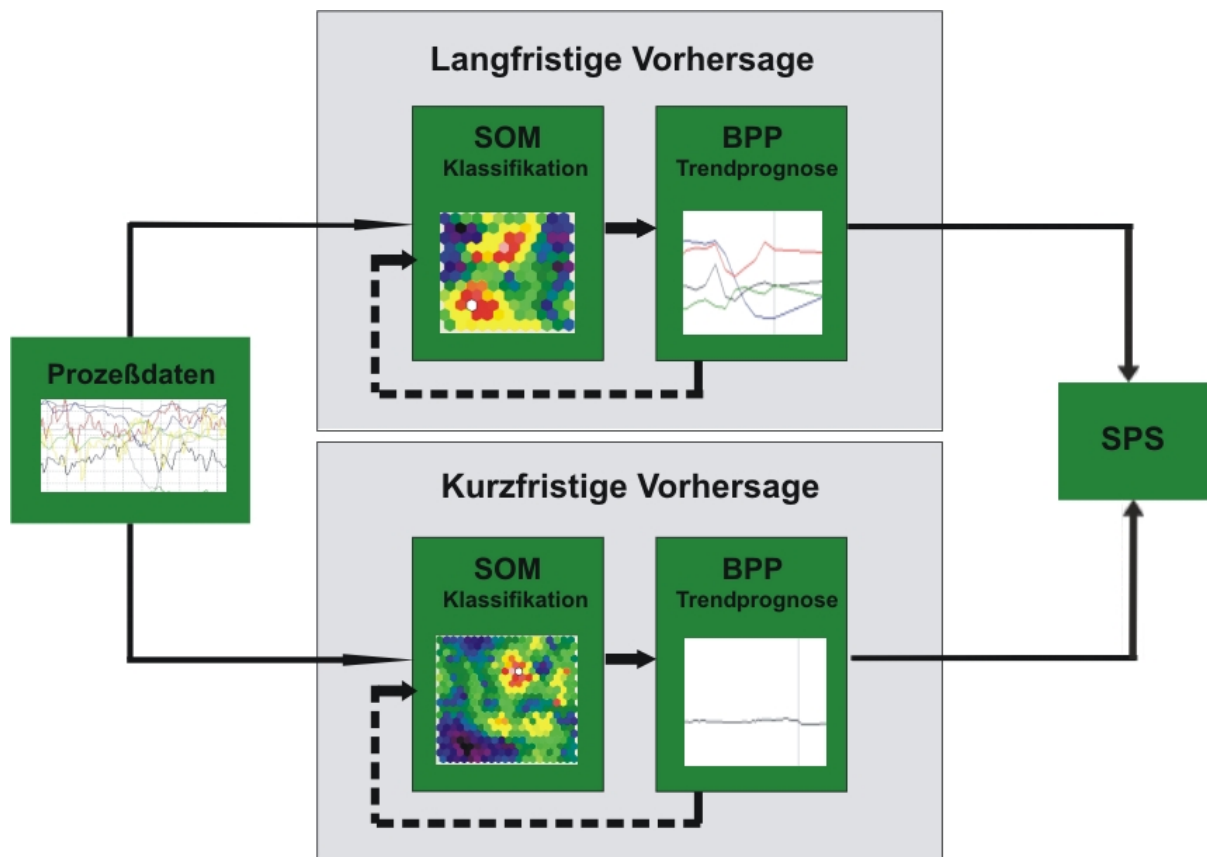 Langfristige Vorhersage
SOM
Klassifikation
BPP
Trendprognose
Prozeßdaten
SPS
Kurzfristige Vorhersage
SOM
Klassifikation
BPP
Trendprognose